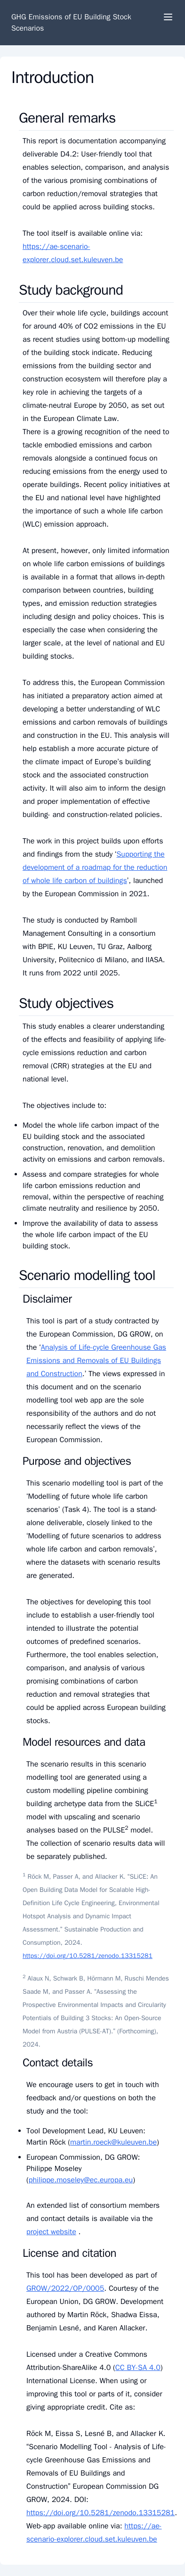 GHG Emissions of EU Building Stock
Scenarios
Introduction
General remarks
This report is documentation accompanying
deliverable D4.2: User-friendly tool that
enables selection, comparison, and analysis
of the various promising combinations of
carbon reduction/removal strategies that
could be applied across building stocks.
The tool itself is available online via:
https://ae-scenario-
explorer.cloud.set.kuleuven.be
Study background
Over their whole life cycle, buildings account
for around 40% of CO2 emissions in the EU
as recent studies using bottom-up modelling
of the building stock indicate. Reducing
emissions from the building sector and
construction ecosystem will therefore play a
key role in achieving the targets of a
climate-neutral Europe by 2050, as set out
in the European Climate Law.
There is a growing recognition of the need to
tackle embodied emissions and carbon
removals alongside a continued focus on
reducing emissions from the energy used to
operate buildings. Recent policy initiatives at
the EU and national level have highlighted
the importance of such a whole life carbon
(WLC) emission approach.
At present, however, only limited information
on whole life carbon emissions of buildings
is available in a format that allows in-depth
comparison between countries, building
types, and emission reduction strategies
including design and policy choices. This is
especially the case when considering the
larger scale, at the level of national and EU
building stocks.
To address this, the European Commission
has initiated a preparatory action aimed at
developing a better understanding of WLC
emissions and carbon removals of buildings
and construction in the EU. This analysis will
help establish a more accurate picture of
the climate impact of Europe's building
stock and the associated construction
activity. It will also aim to inform the design
and proper implementation of effective
building- and construction-related policies.
The work in this project builds upon efforts
and findings from the study 'Supporting the
development of a roadmap for the reduction
of whole life carbon of buildings', launched
by the European Commission in 2021.
The study is conducted by Ramboll
Management Consulting in a consortium
with BPIE, KU Leuven, TU Graz, Aalborg
University, Politecnico di Milano, and IIASA.
It runs from 2022 until 2025.
Study objectives
This study enables a clearer understanding
of the effects and feasibility of applying life-
cycle emissions reduction and carbon
removal (CRR) strategies at the EU and
national level.
The objectives include to:
• Model the whole life carbon impact of the
EU building stock and the associated
construction, renovation, and demolition
activity on emissions and carbon removals.
• Assess and compare strategies for whole
life carbon emissions reduction and
removal, within the perspective of reaching
climate neutrality and resilience by 2050.
• Improve the availability of data to assess
the whole life carbon impact of the EU
building stock.
Scenario modelling tool
Disclaimer
This tool is part of a study contracted by
the European Commission, DG GROW, on
the 'Analysis of Life-cycle Greenhouse Gas
Emissions and Removals of EU Buildings
and Construction.' The views expressed in
this document and on the scenario
modelling tool web app are the sole
responsibility of the authors and do not
necessarily reflect the views of the
European Commission.
Purpose and objectives
This scenario modelling tool is part of the
'Modelling of future whole life carbon
scenarios' (Task 4). The tool is a stand-
alone deliverable, closely linked to the
'Modelling of future scenarios to address
whole life carbon and carbon removals',
where the datasets with scenario results
are generated.
The objectives for developing this tool
include to establish a user-friendly tool
intended to illustrate the potential
outcomes of predefined scenarios.
Furthermore, the tool enables selection,
comparison, and analysis of various
promising combinations of carbon
reduction and removal strategies that
could be applied across European building
stocks.
Model resources and data
The scenario results in this scenario
modelling tool are generated using a
custom modelling pipeline combining
building archetype data from the SLiCE1
model with upscaling and scenario
analyses based on the PULSE2 model.
The collection of scenario results data will
be separately published.
1 Röck M, Passer A, and Allacker K. "SLiCE: An
Open Building Data Model for Scalable High-
Definition Life Cycle Engineering, Environmental
Hotspot Analysis and Dynamic Impact
Assessment," Sustainable Production and
Consumption, 2024.
https://doi.org/10.5281/zenodo.13315281
2 Alaux N, Schwark B, Hörmann M, Ruschi Mendes
Saade M, and Passer A. "Assessing the
Prospective Environmental Impacts and Circularity
Potentials of Building 3 Stocks: An Open-Source
Model from Austria (PULSE-AT)." (Forthcoming),
2024.
Contact details
We encourage users to get in touch with
feedback and/or questions on both the
study and the tool:
• Tool Development Lead, KU Leuven:
Martin Röck (martin.roeck@kuleuven.be)
• European Commission, DG GROW:
Philippe Moseley
(philippe.moseley@ec.europa.eu)
An extended list of consortium members
and contact details is available via the
project website .
License and citation
This tool has been developed as part of
GROW/2022/OP/0005. Courtesy of the
European Union, DG GROW. Development
authored by Martin Röck, Shadwa Eissa,
Benjamin Lesné, and Karen Allacker.
Licensed under a Creative Commons
Attribution-ShareAlike 4.0 (CC BY-SA 4.0)
International License. When using or
improving this tool or parts of it, consider
giving appropriate credit. Cite as:
Röck M, Eissa S, Lesné B, and Allacker K.
"Scenario Modelling Tool - Analysis of Life-
cycle Greenhouse Gas Emissions and
Removals of EU Buildings and
Construction" European Commission DG
GROW, 2024. DOI:
https://doi.org/10.5281/zenodo.13315281.
Web-app available online via: https://ae-
scenario-explorer.cloud.set.kuleuven.be